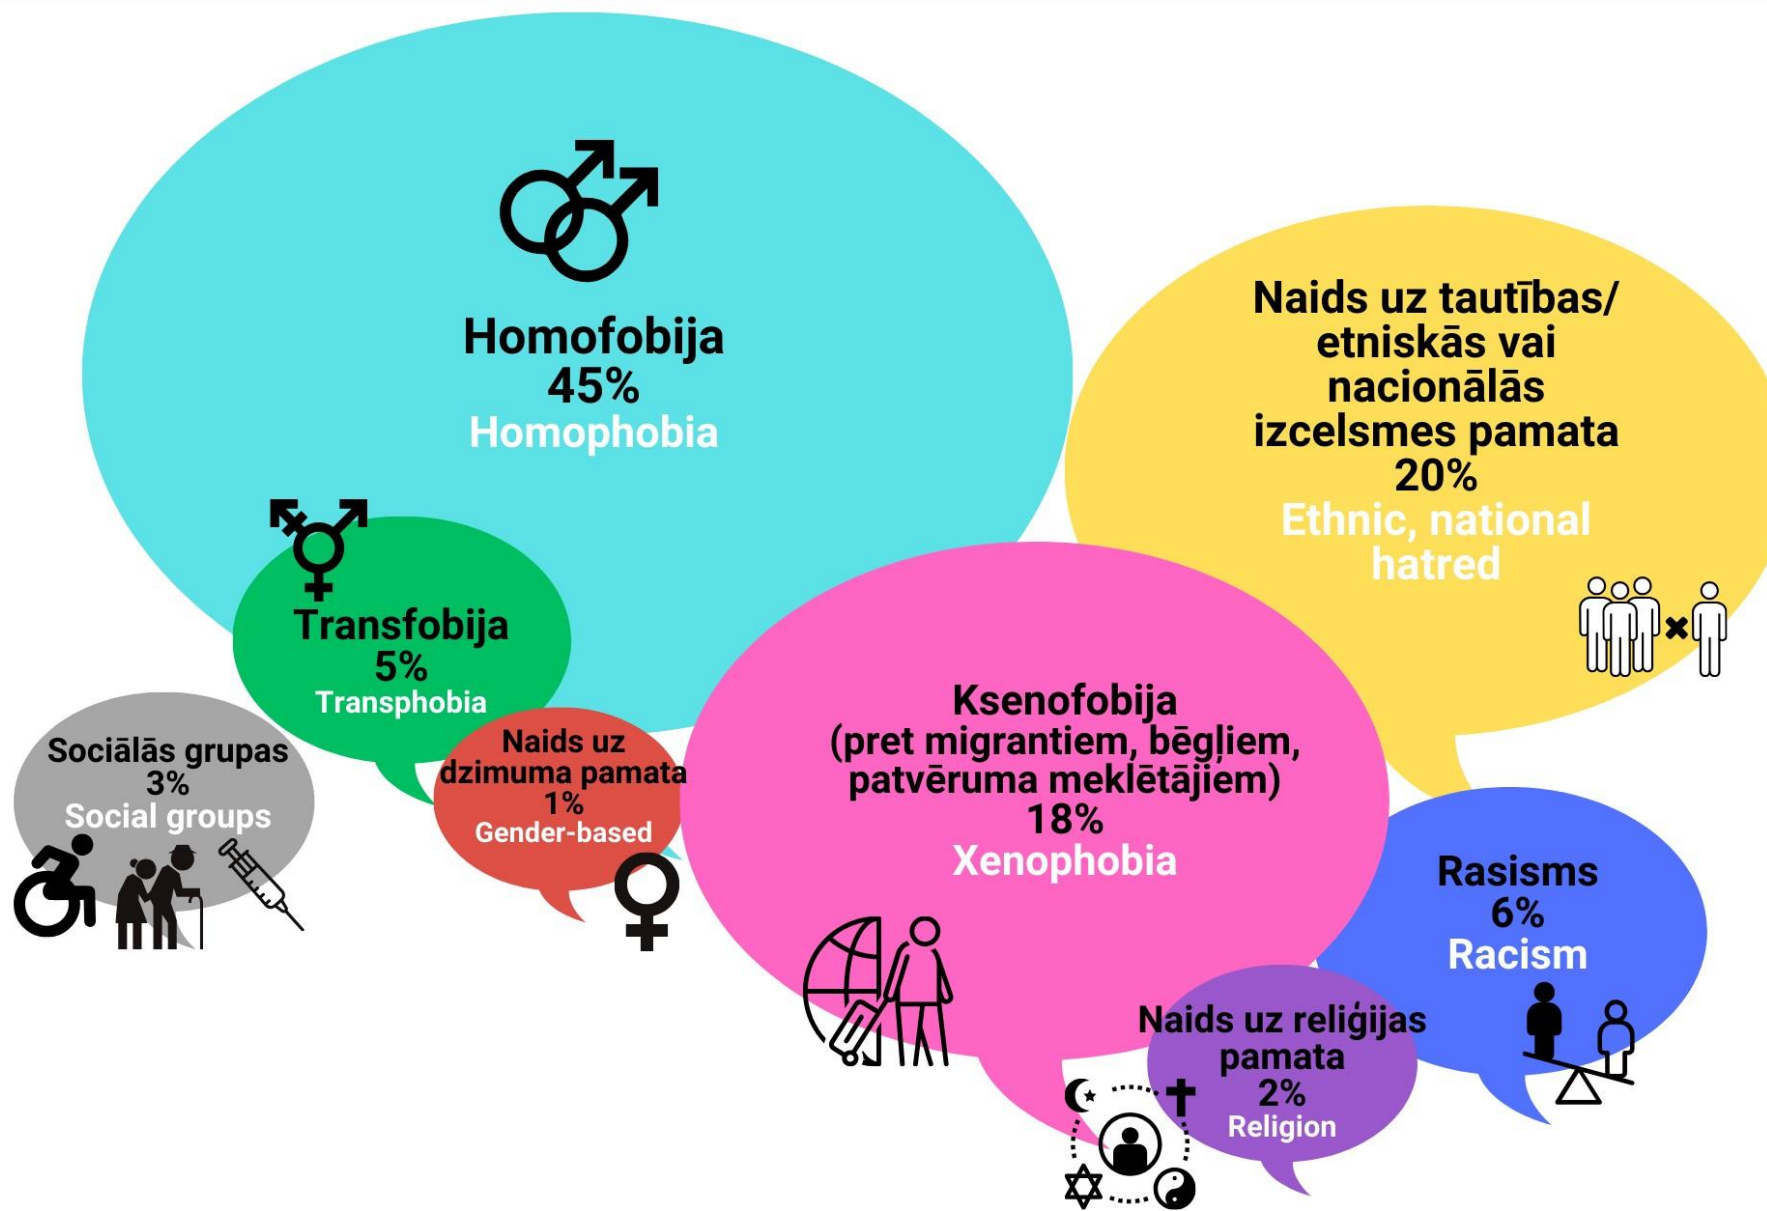 Homofobija
45%
Homophobia
Naids uz tautības/
etniskās vai
nacionālās
izcelsmes pamata
20%
Ethnic, national
hatred
Transfobija
5%
Transphobia
Sociālās grupas
3%
Social groups
Naids uz
dzimuma pamata
1%
Gender-based
Ksenofobija
(pret migrantiem, bēgļiem,
patvēruma meklētājiem)
18%
Xenophobia
Rasisms
6%
Racism
Naids uz reliģijas
pamata
2%
Religion